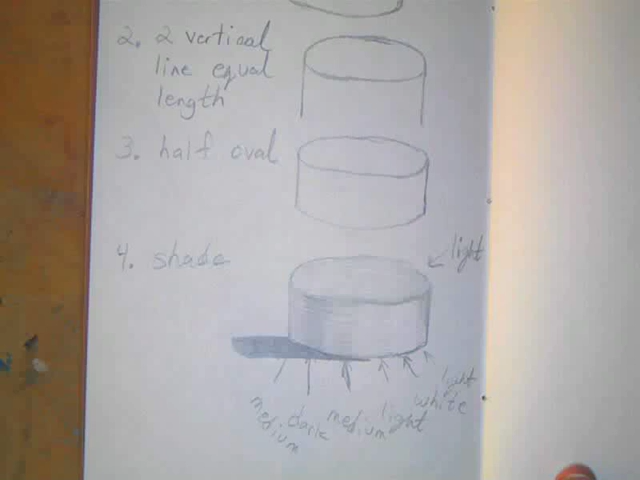 2. 2 vertical
line equal
length
3. half oval
4. shade
light
medium
dark
medium
light
white
light